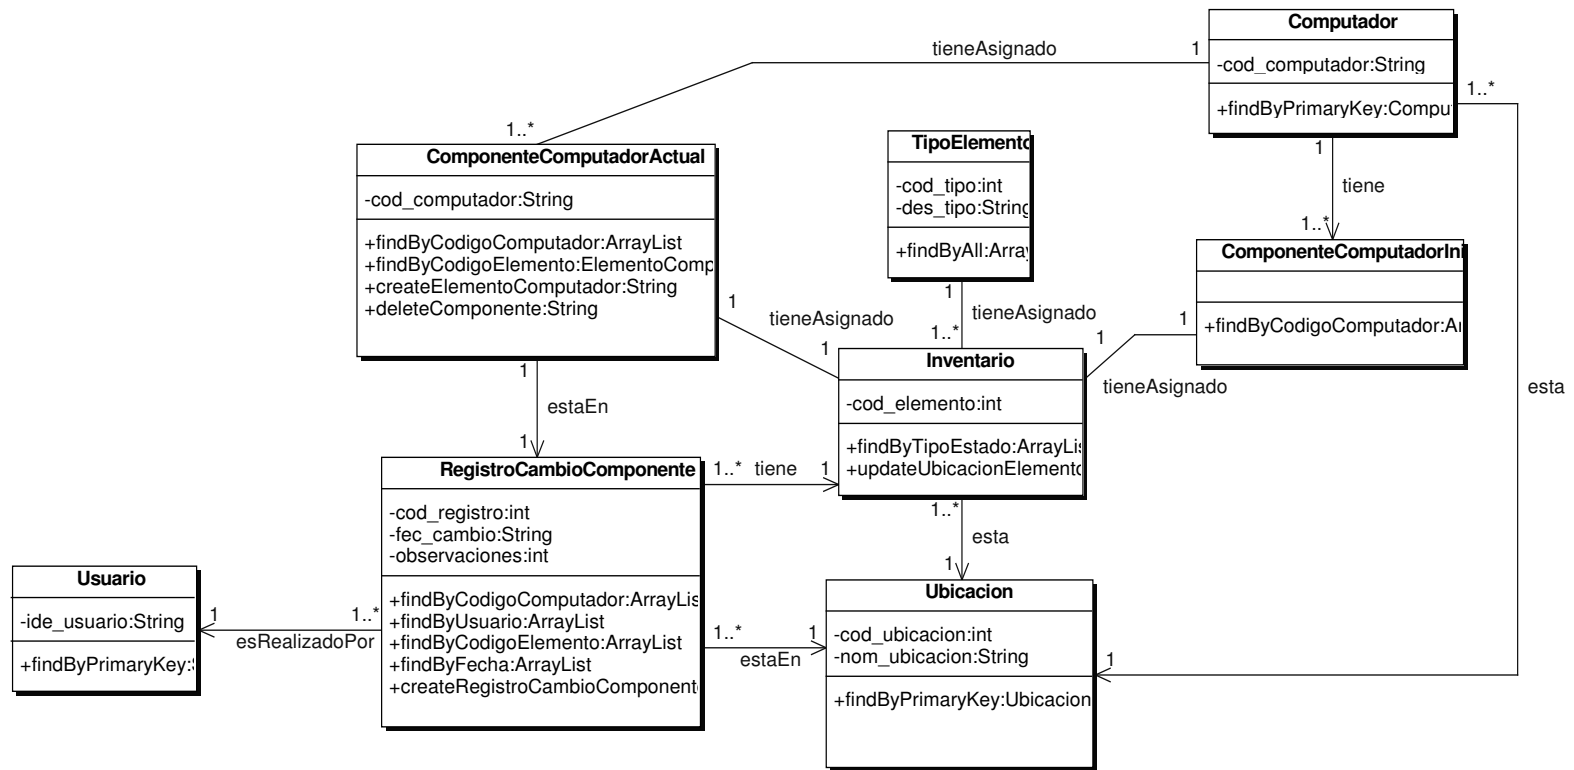 Computador
-cod_computador:String
+findByPrimaryKey:Compu
tieneAsignado
1
1..*
1..*
ComponenteComputadorActual
-cod_computador:String
+findByCodigoComputador:ArrayList
+findByCodigoElemento:ElementoComp
+createElementoComputador:String
+deleteComponente:String
TipoElemento
-cod_tipo:int
-des_tipo:String
+findByAll:Array
1
tiene
1..*
ComponenteComputadorIni
+findByCodigoComputador:Ar
1
tieneAsignado
1
1
tieneAsignado
1..*
1
1
tieneAsignado
esta
Inventario
-cod_elemento:int
+findByTipoEstado:ArrayLis
+updateUbicacionElemento
1
estaEn
1
RegistroCambioComponente
-cod_registro:int
-fec_cambio:String
-observaciones:int
+findByCodigoComputador:ArrayLis
+findByUsuario:ArrayList
+findByCodigoElemento:ArrayList
+findByFecha:ArrayList
+createRegistroCambioComponent
1..* tiene 1
1..*
esta
1
Usuario
-ide_usuario:String
+findByPrimaryKey:
1
1..*
esRealizadoPor
1..*
1
estaEn
Ubicacion
-cod_ubicacion:int
-nom_ubicacion:String
+findByPrimaryKey:Ubicacion
1